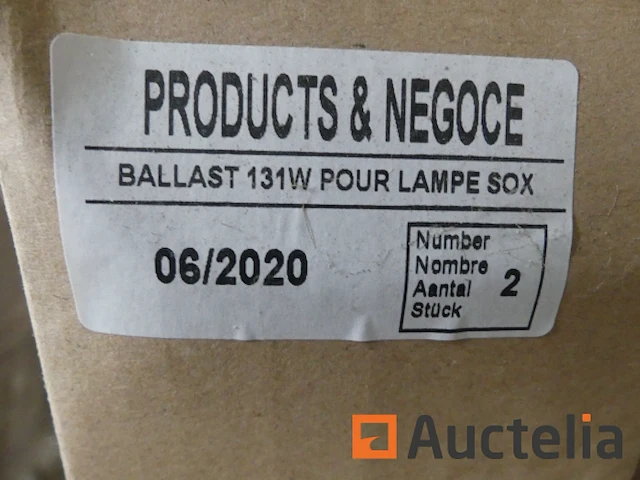 PRODUCTS & NEGOCE
BALLAST 131W POUR LAMPE SOX
06/2020
Number
Nombre
Aantal
Stück
2
Auctelia